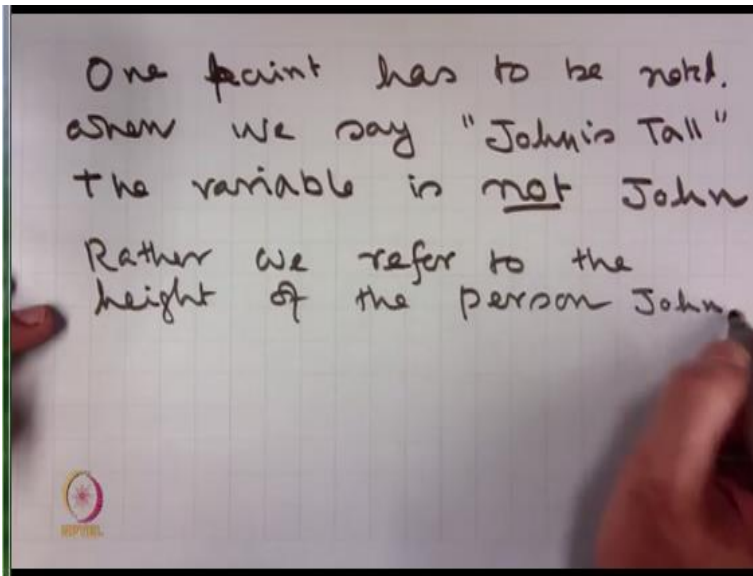 One point has to be noted.
when we say "John is Tall"
the variable is not John
Rather we refer to the
height of the person John.
NPTEL